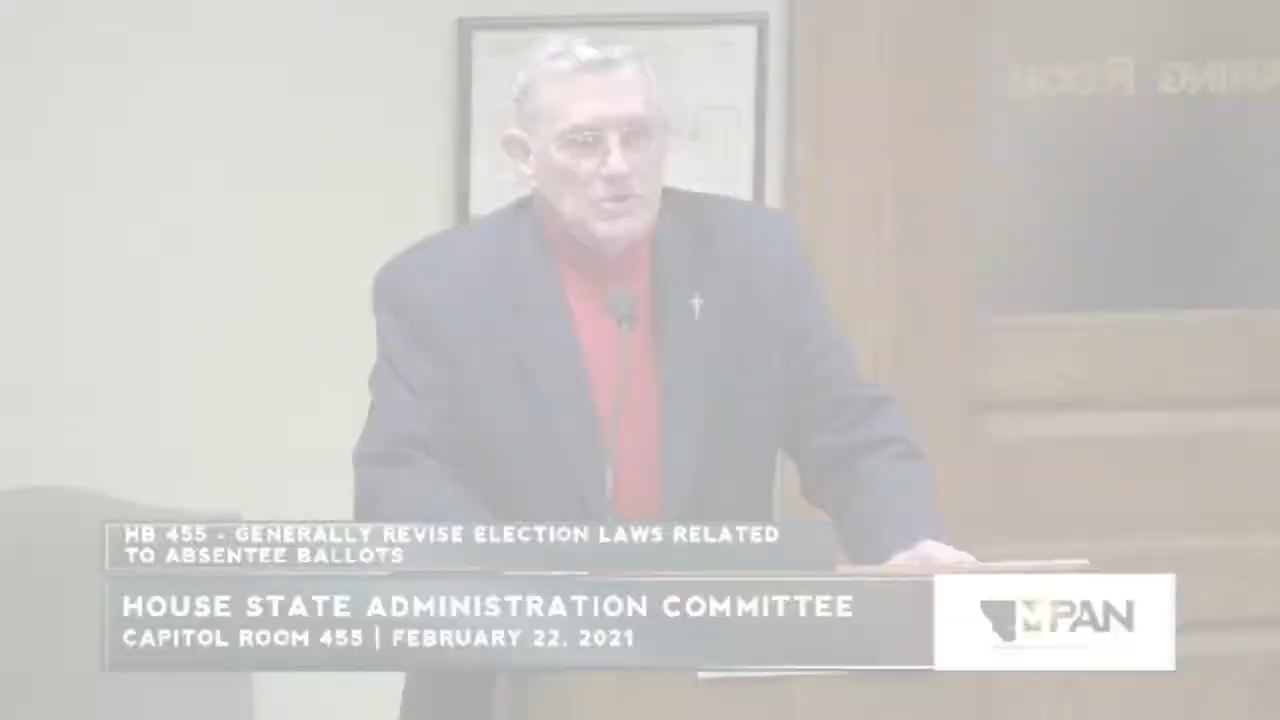 HB 455 - GENERALLY REVISE ELECTION LAWS RELATED
TO ABSENTEE BALLOTS
HOUSE STATE ADMINISTRATION COMMITTEE
CAPITOL ROOM 455 | FEBRUARY 22, 2021
MPAN